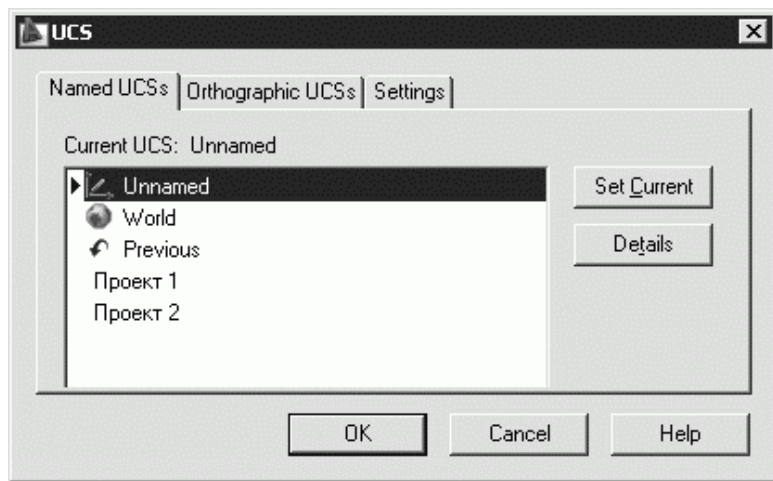 UCS
Named UCSs Orthographic UCSs Settings
Current UCS: Unnamed
Unnamed
World
Previous
Проект 1
Проект 2
Set Current
Details
OK Cancel Help